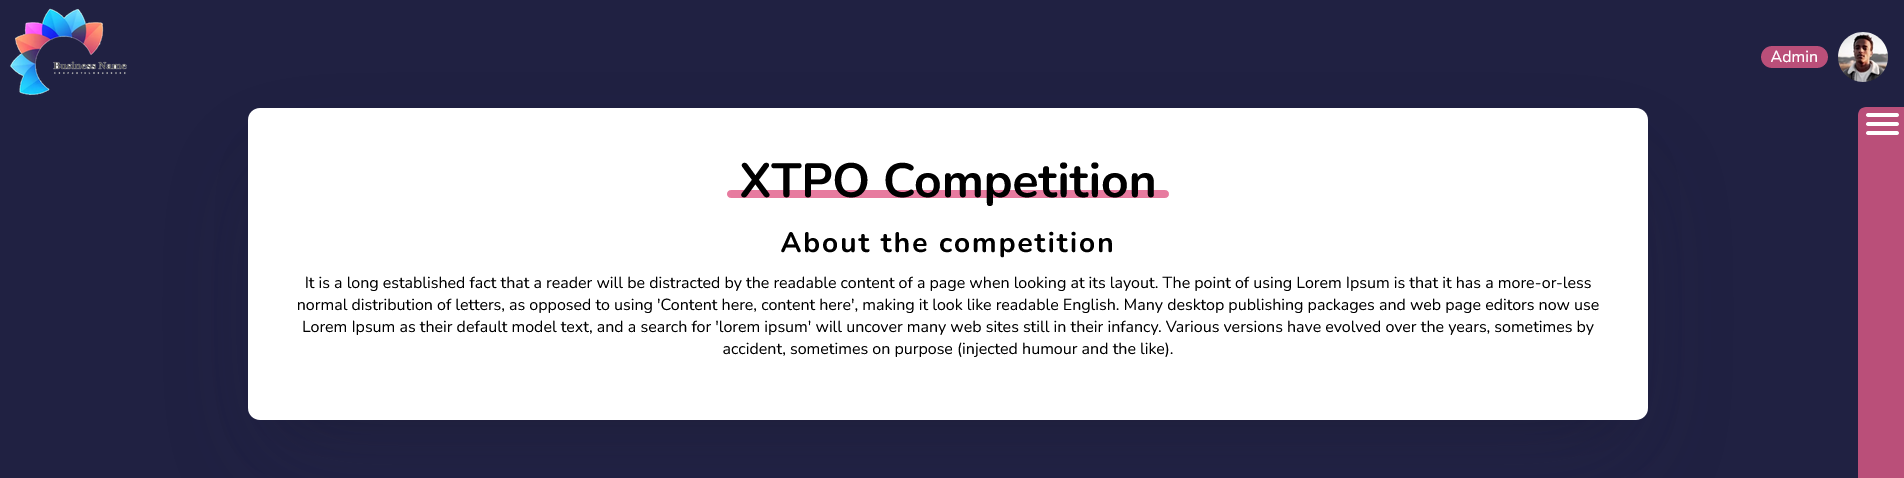 Business Name
Admin
XTPO Competition
About the competition
It is a long established fact that a reader will be distracted by the readable content of a page when looking at its layout. The point of using Lorem Ipsum is that it has a more-or-less
normal distribution of letters, as opposed to using 'Content here, content here', making it look like readable English. Many desktop publishing packages and web page editors now use
Lorem Ipsum as their default model text, and a search for 'lorem ipsum' will uncover many web sites still in their infancy. Various versions have evolved over the years, sometimes by
accident, sometimes on purpose (injected humour and the like).